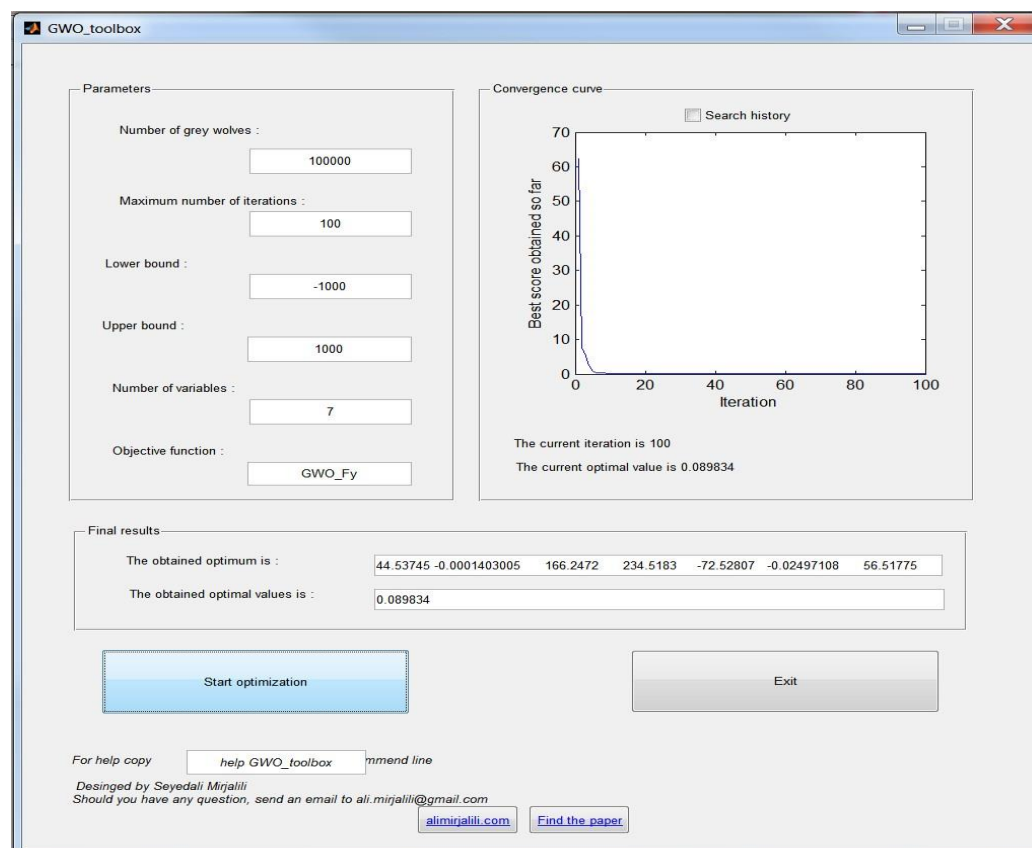 GWO_toolbox
Parameters
Number of grey wolves :
100000
Maximum number of iterations :
100
Lower bound :
-1000
Upper bound :
1000
Number of variables :
7
Objective function :
GWO_Fy
Convergence curve
Search history
70
60
50
40
30
20
10
0
Best score obtained so far
0 20 40 60 80 100
Iteration
The current iteration is 100
The current optimal value is 0.089834
Final results
The obtained optimum is :
44.53745 -0.0001403005 166.2472 234.5183 -72.52807 -0.02497108 56.51775
The obtained optimal values is :
0.089834
Start optimization
Exit
For help copy help GWO_toolbox mmend line
Desinged by Seyedali Mirjalili
Should you have any question, send an email to ali.mirjalili@gmail.com
alimirjalili.com
Find the paper